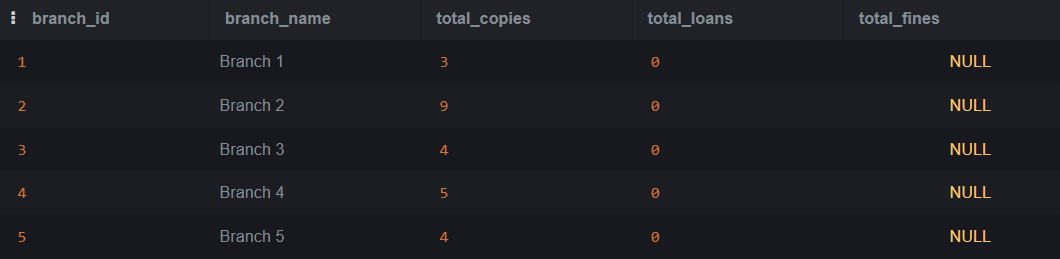 branch_id branch_name total_copies total_loans total_fines
1 Branch 1 3 0 NULL
2 Branch 2 9 0 NULL
3 Branch 3 4 0 NULL
4 Branch 4 5 0 NULL
5 Branch 5 4 0 NULL